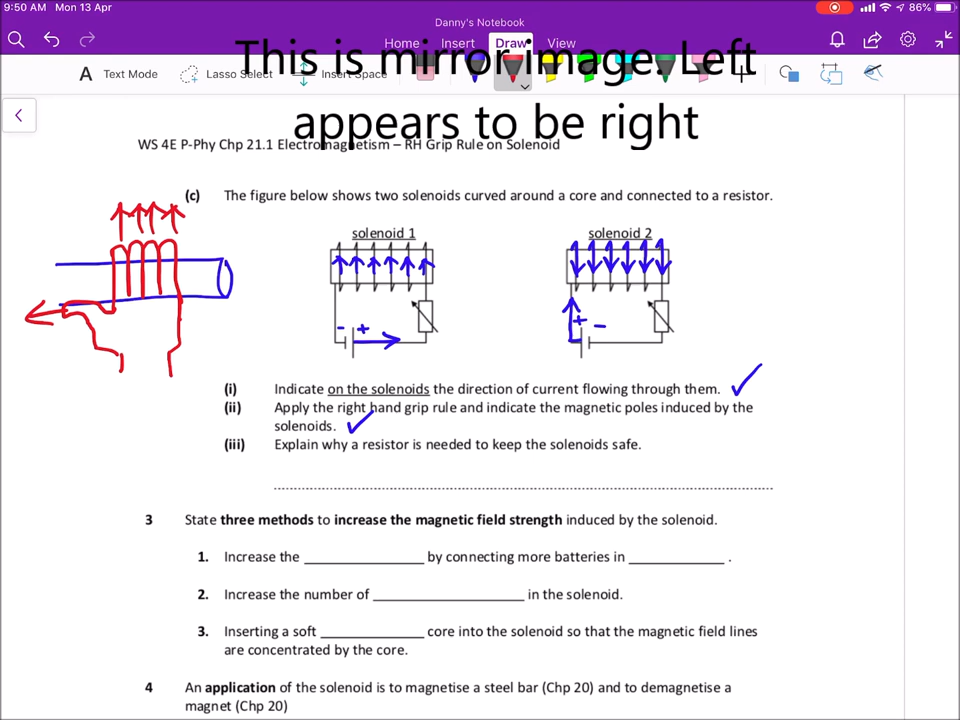 9:50 AM Mon 13 Apr
86%
Danny's Notebook
Home Insert Draw View
Text Mode
Lasso Select
Insert Space
This is mirror image. Left
appears to be right
WS 4E P-Phy Chp 21.1 Electromagnetism – RH Grip Rule on Solenoid
(c) The figure below shows two solenoids curved around a core and connected to a resistor.
solenoid 1 solenoid 2
- +
+ -
(i) Indicate on the solenoids the direction of current flowing through them.
(ii) Apply the right hand grip rule and indicate the magnetic poles induced by the
solenoids.
(iii) Explain why a resistor is needed to keep the solenoids safe.
3 State three methods to increase the magnetic field strength induced by the solenoid.
1. Increase the ______________ by connecting more batteries in ___________ .
2. Increase the number of _________________ in the solenoid.
3. Inserting a soft ____________ core into the solenoid so that the magnetic field lines
are concentrated by the core.
4 An application of the solenoid is to magnetise a steel bar (Chp 20) and to demagnetise a
magnet (Chp 20)